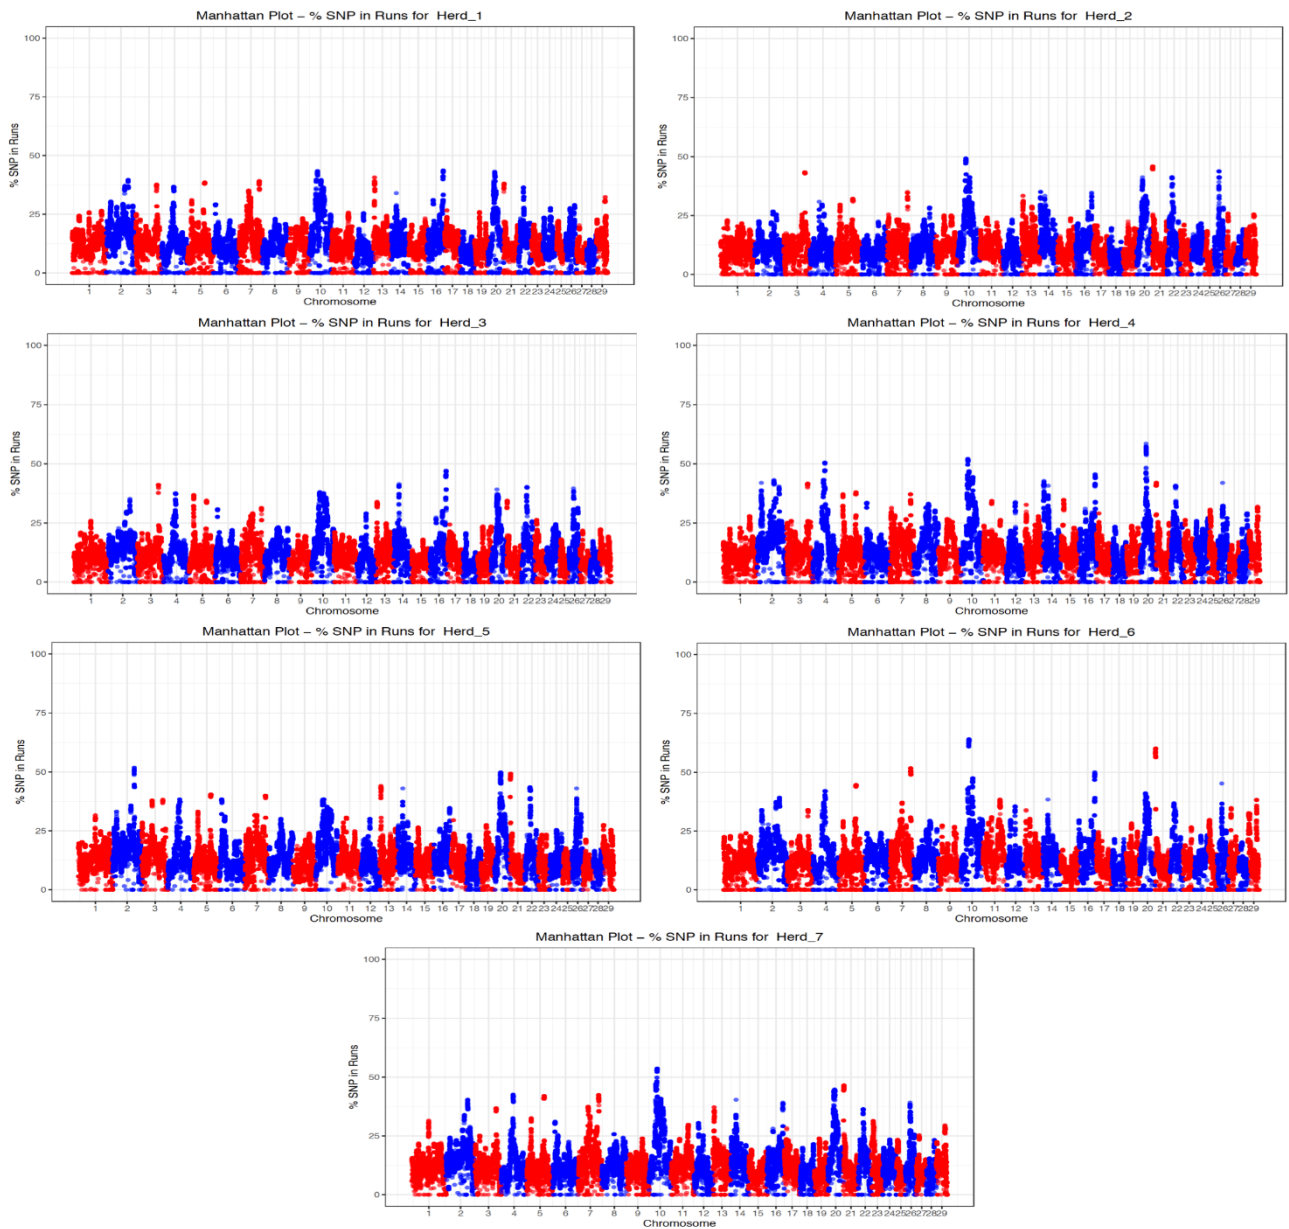 Manhattan Plot – % SNP in Runs for Herd_1
100
75
50
25
0
% SNP in Runs
1 2 3 4 5 6 7 8 9 10 11 12 13 14 15 16 17 18 19 20 21 22 23 24 25 26 27 28 29
Chromosome
Manhattan Plot – % SNP in Runs for Herd_2
100
75
50
25
0
% SNP in Runs
1 2 3 4 5 6 7 8 9 10 11 12 13 14 15 16 17 18 19 20 21 22 23 24 25 26 27 28 29
Chromosome
Manhattan Plot – % SNP in Runs for Herd_3
100
75
50
25
0
% SNP in Runs
1 2 3 4 5 6 7 8 9 10 11 12 13 14 15 16 17 18 19 20 21 22 23 24 25 26 27 28 29
Chromosome
Manhattan Plot – % SNP in Runs for Herd_4
100
75
50
25
0
% SNP in Runs
1 2 3 4 5 6 7 8 9 10 11 12 13 14 15 16 17 18 19 20 21 22 23 24 25 26 27 28 29
Chromosome
Manhattan Plot – % SNP in Runs for Herd_5
100
75
50
25
0
% SNP in Runs
1 2 3 4 5 6 7 8 9 10 11 12 13 14 15 16 17 18 19 20 21 22 23 24 25 26 27 28 29
Chromosome
Manhattan Plot – % SNP in Runs for Herd_6
100
75
50
25
0
% SNP in Runs
1 2 3 4 5 6 7 8 9 10 11 12 13 14 15 16 17 18 19 20 21 22 23 24 25 26 27 28 29
Chromosome
Manhattan Plot – % SNP in Runs for Herd_7
100
75
50
25
0
% SNP in Runs
1 2 3 4 5 6 7 8 9 10 11 12 13 14 15 16 17 18 19 20 21 22 23 24 25 26 27 28 29
Chromosome